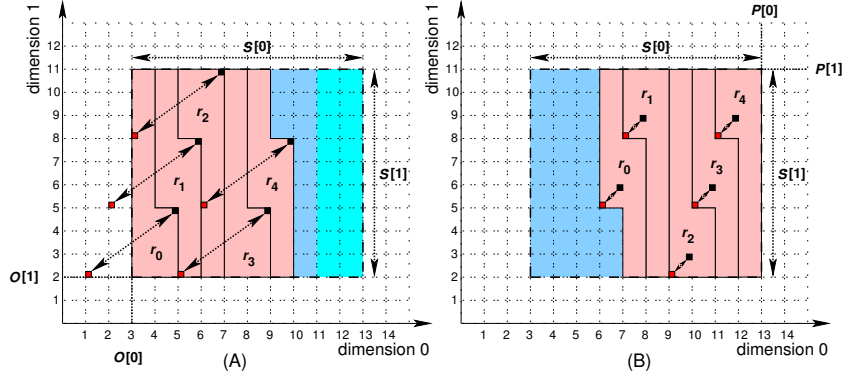 dimension 1
12
11
10
9
8
7
6
5
4
3
2
1
S[0]
S[1]
r2
r1
r4
r0
r3
O[1]
1 2 3 4 5 6 7 8 9 10 11 12 13 14
dimension 0
O[0]
(A)
dimension 1
12
11
10
9
8
7
6
5
4
3
2
1
P[0]
S[0]
P[1]
S[1]
r1
r4
r0
r3
r2
1 2 3 4 5 6 7 8 9 10 11 12 13 14
dimension 0
(B)